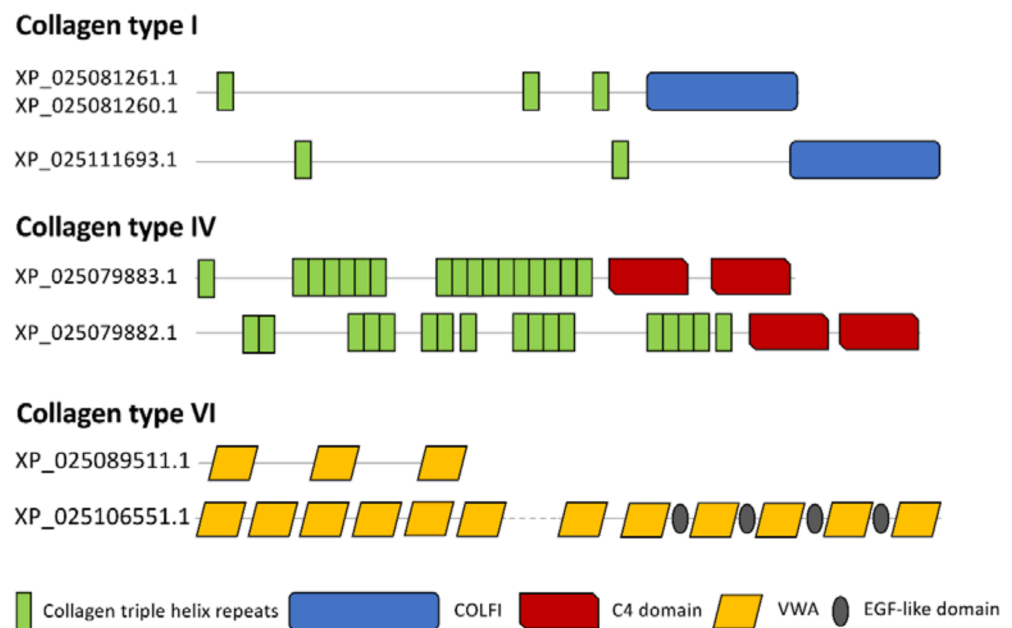 Collagen type I
XP_025081261.1
XP_025081260.1
XP_025111693.1
Collagen type IV
XP_025079883.1
XP_025079882.1
Collagen type VI
XP_025089511.1
XP_025106551.1
Collagen triple helix repeats COLFI C4 domain VWA EGF-like domain